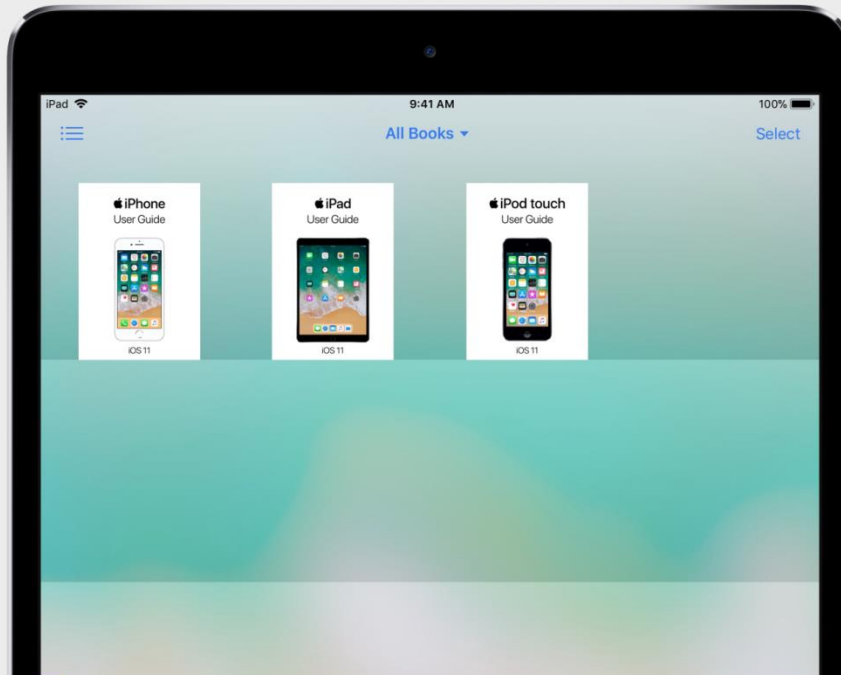 iPad
9:41 AM
100%
All Books
Select
iPhone
User Guide
iOS 11
iPad
User Guide
iOS 11
iPod touch
User Guide
iOS 11